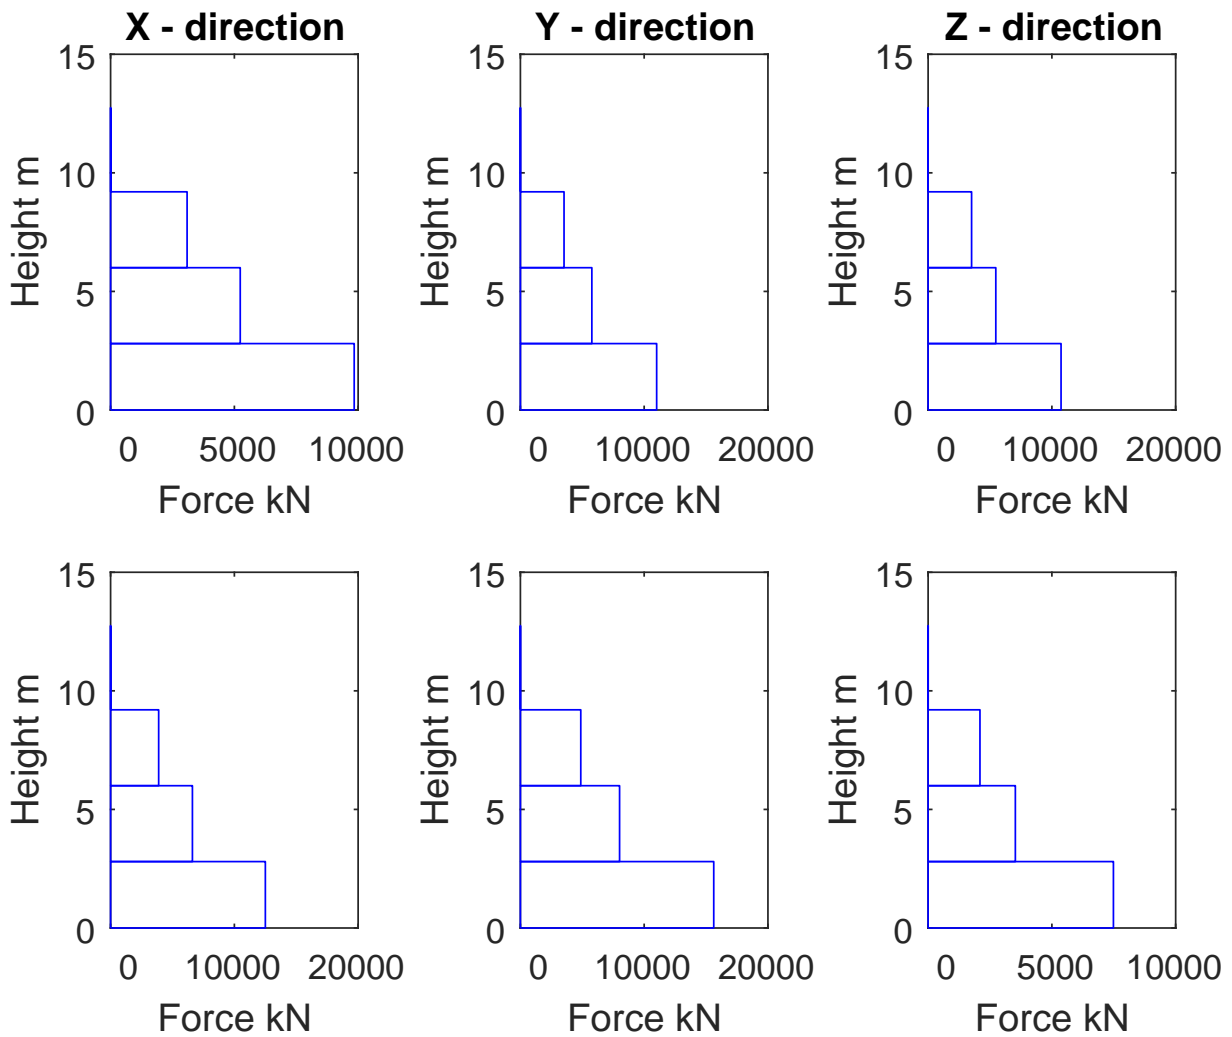 X - direction
Y - direction
Z - direction
15
10
5
0
Height m
0 5000 10000
Force kN
15
10
5
0
Height m
0 10000 20000
Force kN
15
10
5
0
Height m
0 10000 20000
Force kN
15
10
5
0
Height m
0 10000 20000
Force kN
15
10
5
0
Height m
0 10000 20000
Force kN
15
10
5
0
Height m
0 5000 10000
Force kN